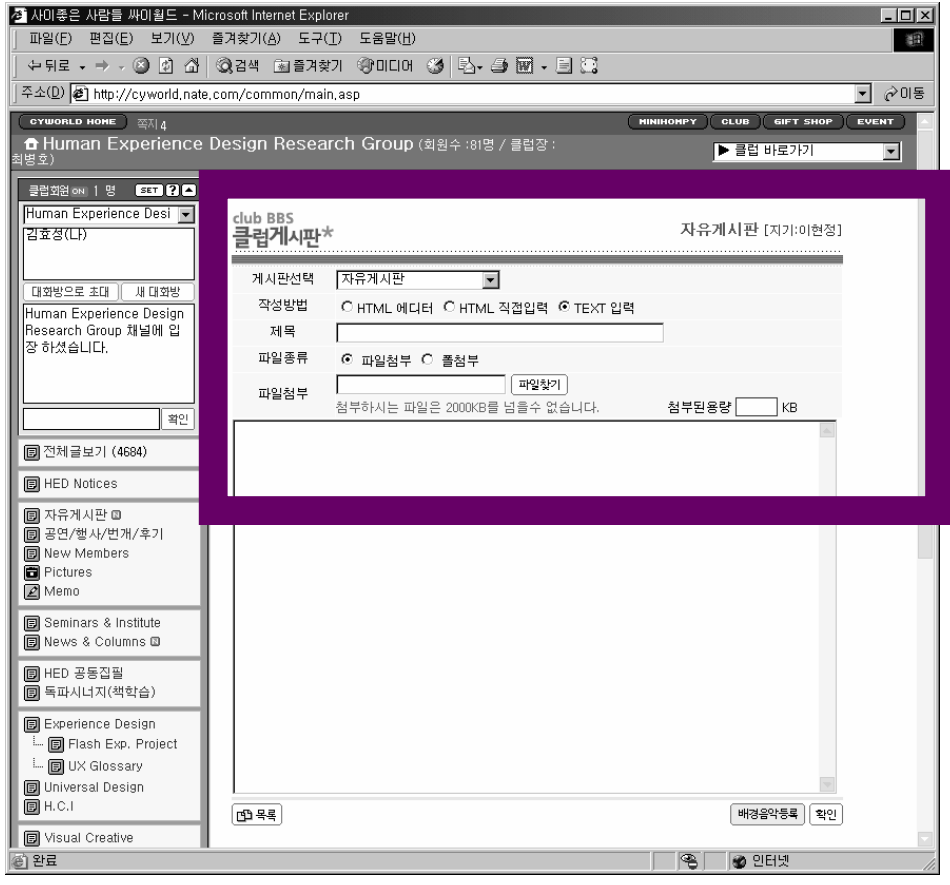 사이좋은 사람들 싸이월드 - Microsoft Internet Explorer
파일(F) 편집(E) 보기(V) 즐겨찾기(A) 도구(T) 도움말(H)
뒤로 검색 즐겨찾기 미디어
주소(D) http://cyworld.nate.com/common/main.asp 이동
CYWORLD HOME 쪽지 4 MINIHOMPY CLUB GIFT SHOP EVENT
Human Experience Design Research Group (회원수 :81명 / 클럽장 :
최병호)
▶ 클럽 바로가기
클럽회원 ON 1 명 SET ?
Human Experience Desi
김효성(나)
대화방으로 초대 새 대화방
Human Experience Design
Research Group 채널에 입
장 하셨습니다.
확인
전체글보기 (4684)
HED Notices
자유게시판
공연/행사/번개/후기
New Members
Pictures
Memo
Seminars & Institute
News & Columns
HED 공동집필
독파시너지(책학습)
Experience Design
Flash Exp. Project
UX Glossary
Universal Design
H.C.I
Visual Creative
club BBS
클럽게시판*
자유게시판 [지기:이현정]
게시판선택 자유게시판
작성방법 HTML 에디터 HTML 직접입력 TEXT 입력
제목
파일종류 파일첨부 폴첨부
파일첨부 파일찾기
첨부하시는 파일은 2000KB를 넘을수 없습니다. 첨부된용량 KB
목록 배경음악등록 확인
완료 인터넷